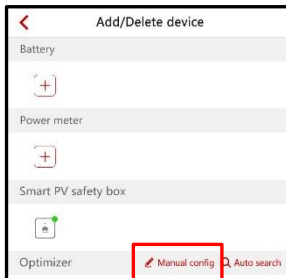 Add/Delete device
Battery
Power meter
Smart PV safety box
Optimizer Manual config Auto search